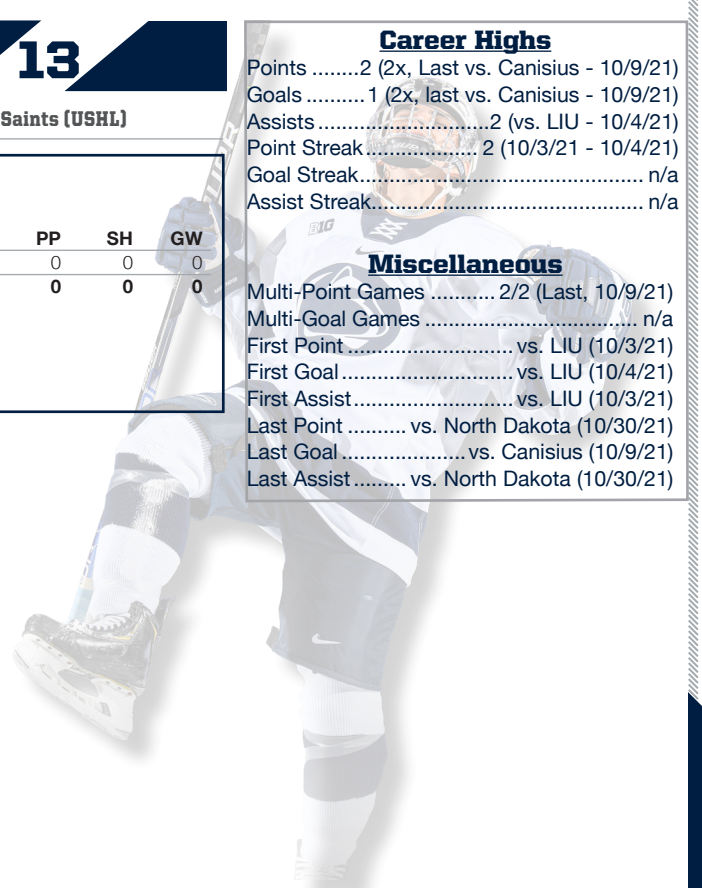 13
Saints (USHL)
PP SH GW
0 0 0
0 0 0
Career Highs
Points ........2 (2x, Last vs. Canisius - 10/9/21)
Goals ..........1 (2x, last vs. Canisius - 10/9/21)
Assists .............................2 (vs. LIU - 10/4/21)
Point Streak................... 2 (10/3/21 - 10/4/21)
Goal Streak................................................. n/a
Assist Streak............................................... n/a
B1G
Miscellaneous
Multi-Point Games ........... 2/2 (Last, 10/9/21)
Multi-Goal Games .................................... n/a
First Point ............................ vs. LIU (10/3/21)
First Goal ............................. vs. LIU (10/4/21)
First Assist ........................... vs. LIU (10/3/21)
Last Point .......... vs. North Dakota (10/30/21)
Last Goal .....................vs. Canisius (10/9/21)
Last Assist ......... vs. North Dakota (10/30/21)